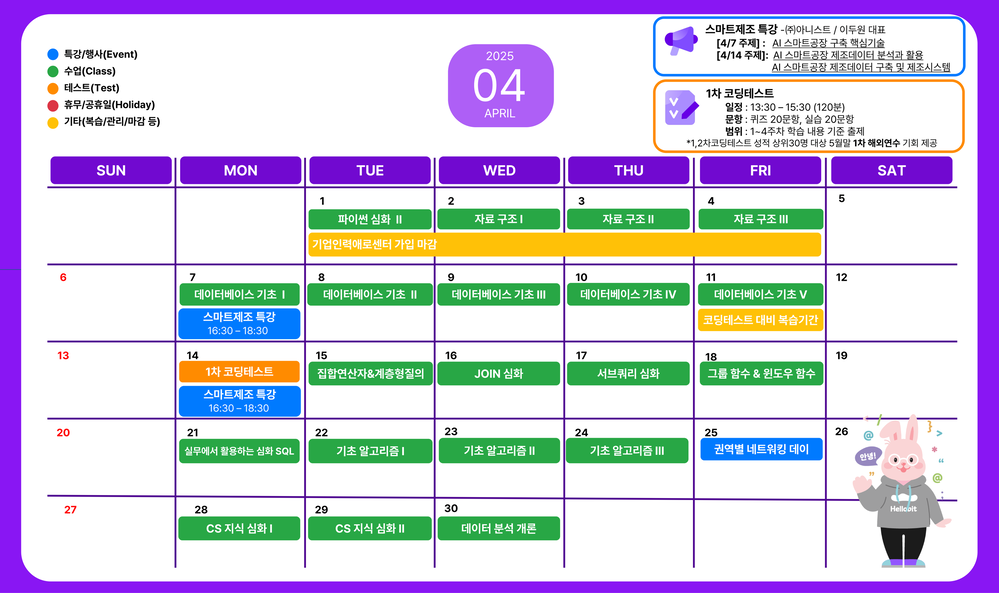 특강/행사(Event)
수업(Class)
테스트(Test)
휴무/공휴일(Holiday)
기타(복습/관리/마감 등)
2025
04
APRIL
스마트제조 특강 -㈜아니스트 / 이두원 대표
[4/7 주제] : AI 스마트공장 구축 핵심기술
[4/14 주제]: AI 스마트공장 제조데이터 분석과 활용
AI 스마트공장 제조데이터 구축 및 제조시스템
1차 코딩테스트
일정 : 13:30 – 15:30 (120분)
문항 : 퀴즈 20문항, 실습 20문항
범위 : 1~4주차 학습 내용 기준 출제
*1,2차코딩테스트 성적 상위30명 대상 5월말 1차 해외연수 기회 제공
SUN MON TUE WED THU FRI SAT
1 2 3 4 5
파이썬 심화 II 자료 구조 I 자료 구조 II 자료 구조 III
기업인력애로센터 가입 마감
6 7 8 9 10 11 12
데이터베이스 기초 I 데이터베이스 기초 II 데이터베이스 기초 III 데이터베이스 기초 IV 데이터베이스 기초 V
스마트제조 특강 코딩테스트 대비 복습기간
16:30 – 18:30
13 14 15 16 17 18 19
1차 코딩테스트 집합연산자&계층형질의 JOIN 심화 서브쿼리 심화 그룹 함수 & 윈도우 함수
스마트제조 특강
16:30 – 18:30
20 21 22 23 24 25 26
실무에서 활용하는 심화 SQL 기초 알고리즘 I 기초 알고리즘 II 기초 알고리즘 III 권역별 네트워킹 데이
안녕!
27 28 29 30
CS 지식 심화 I CS 지식 심화 II 데이터 분석 개론
HelloIt